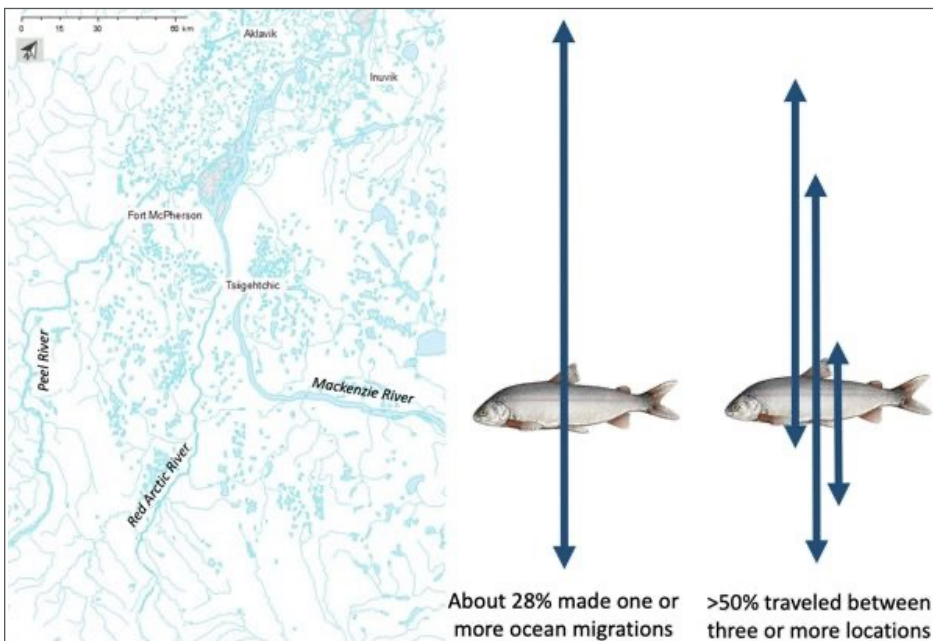 0 15 30 60 km
Aklavik
Inuvik
Fort McPherson
Tsiigehtchic
Peel River
Mackenzie River
Red Arctic River
About 28% made one or
more ocean migrations
>50% traveled between
three or more locations